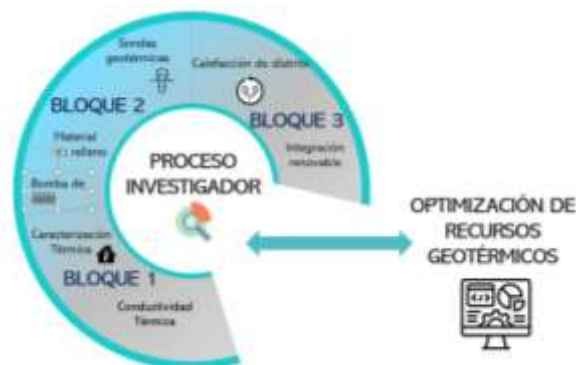 Sondas
geotérmicas
BLOQUE 2
Material
relleno
Bomba de
Calefacción de distrito
BLOQUE 3
Integración
renovable
PROCESO
INVESTIGADOR
Caracterización
Térmica
BLOQUE 1
Conductividad
Térmica
OPTIMIZACIÓN DE
RECURSOS
GEOTÉRMICOS